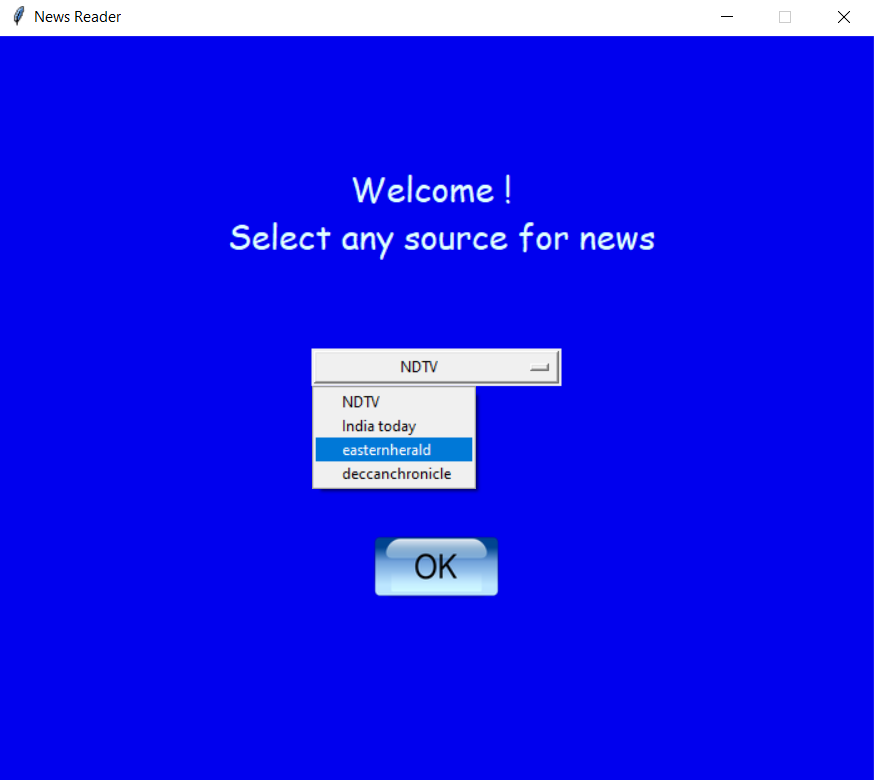 News Reader
Welcome !
Select any source for news
NDTV
NDTV
India today
easternherald
deccanchronicle
OK